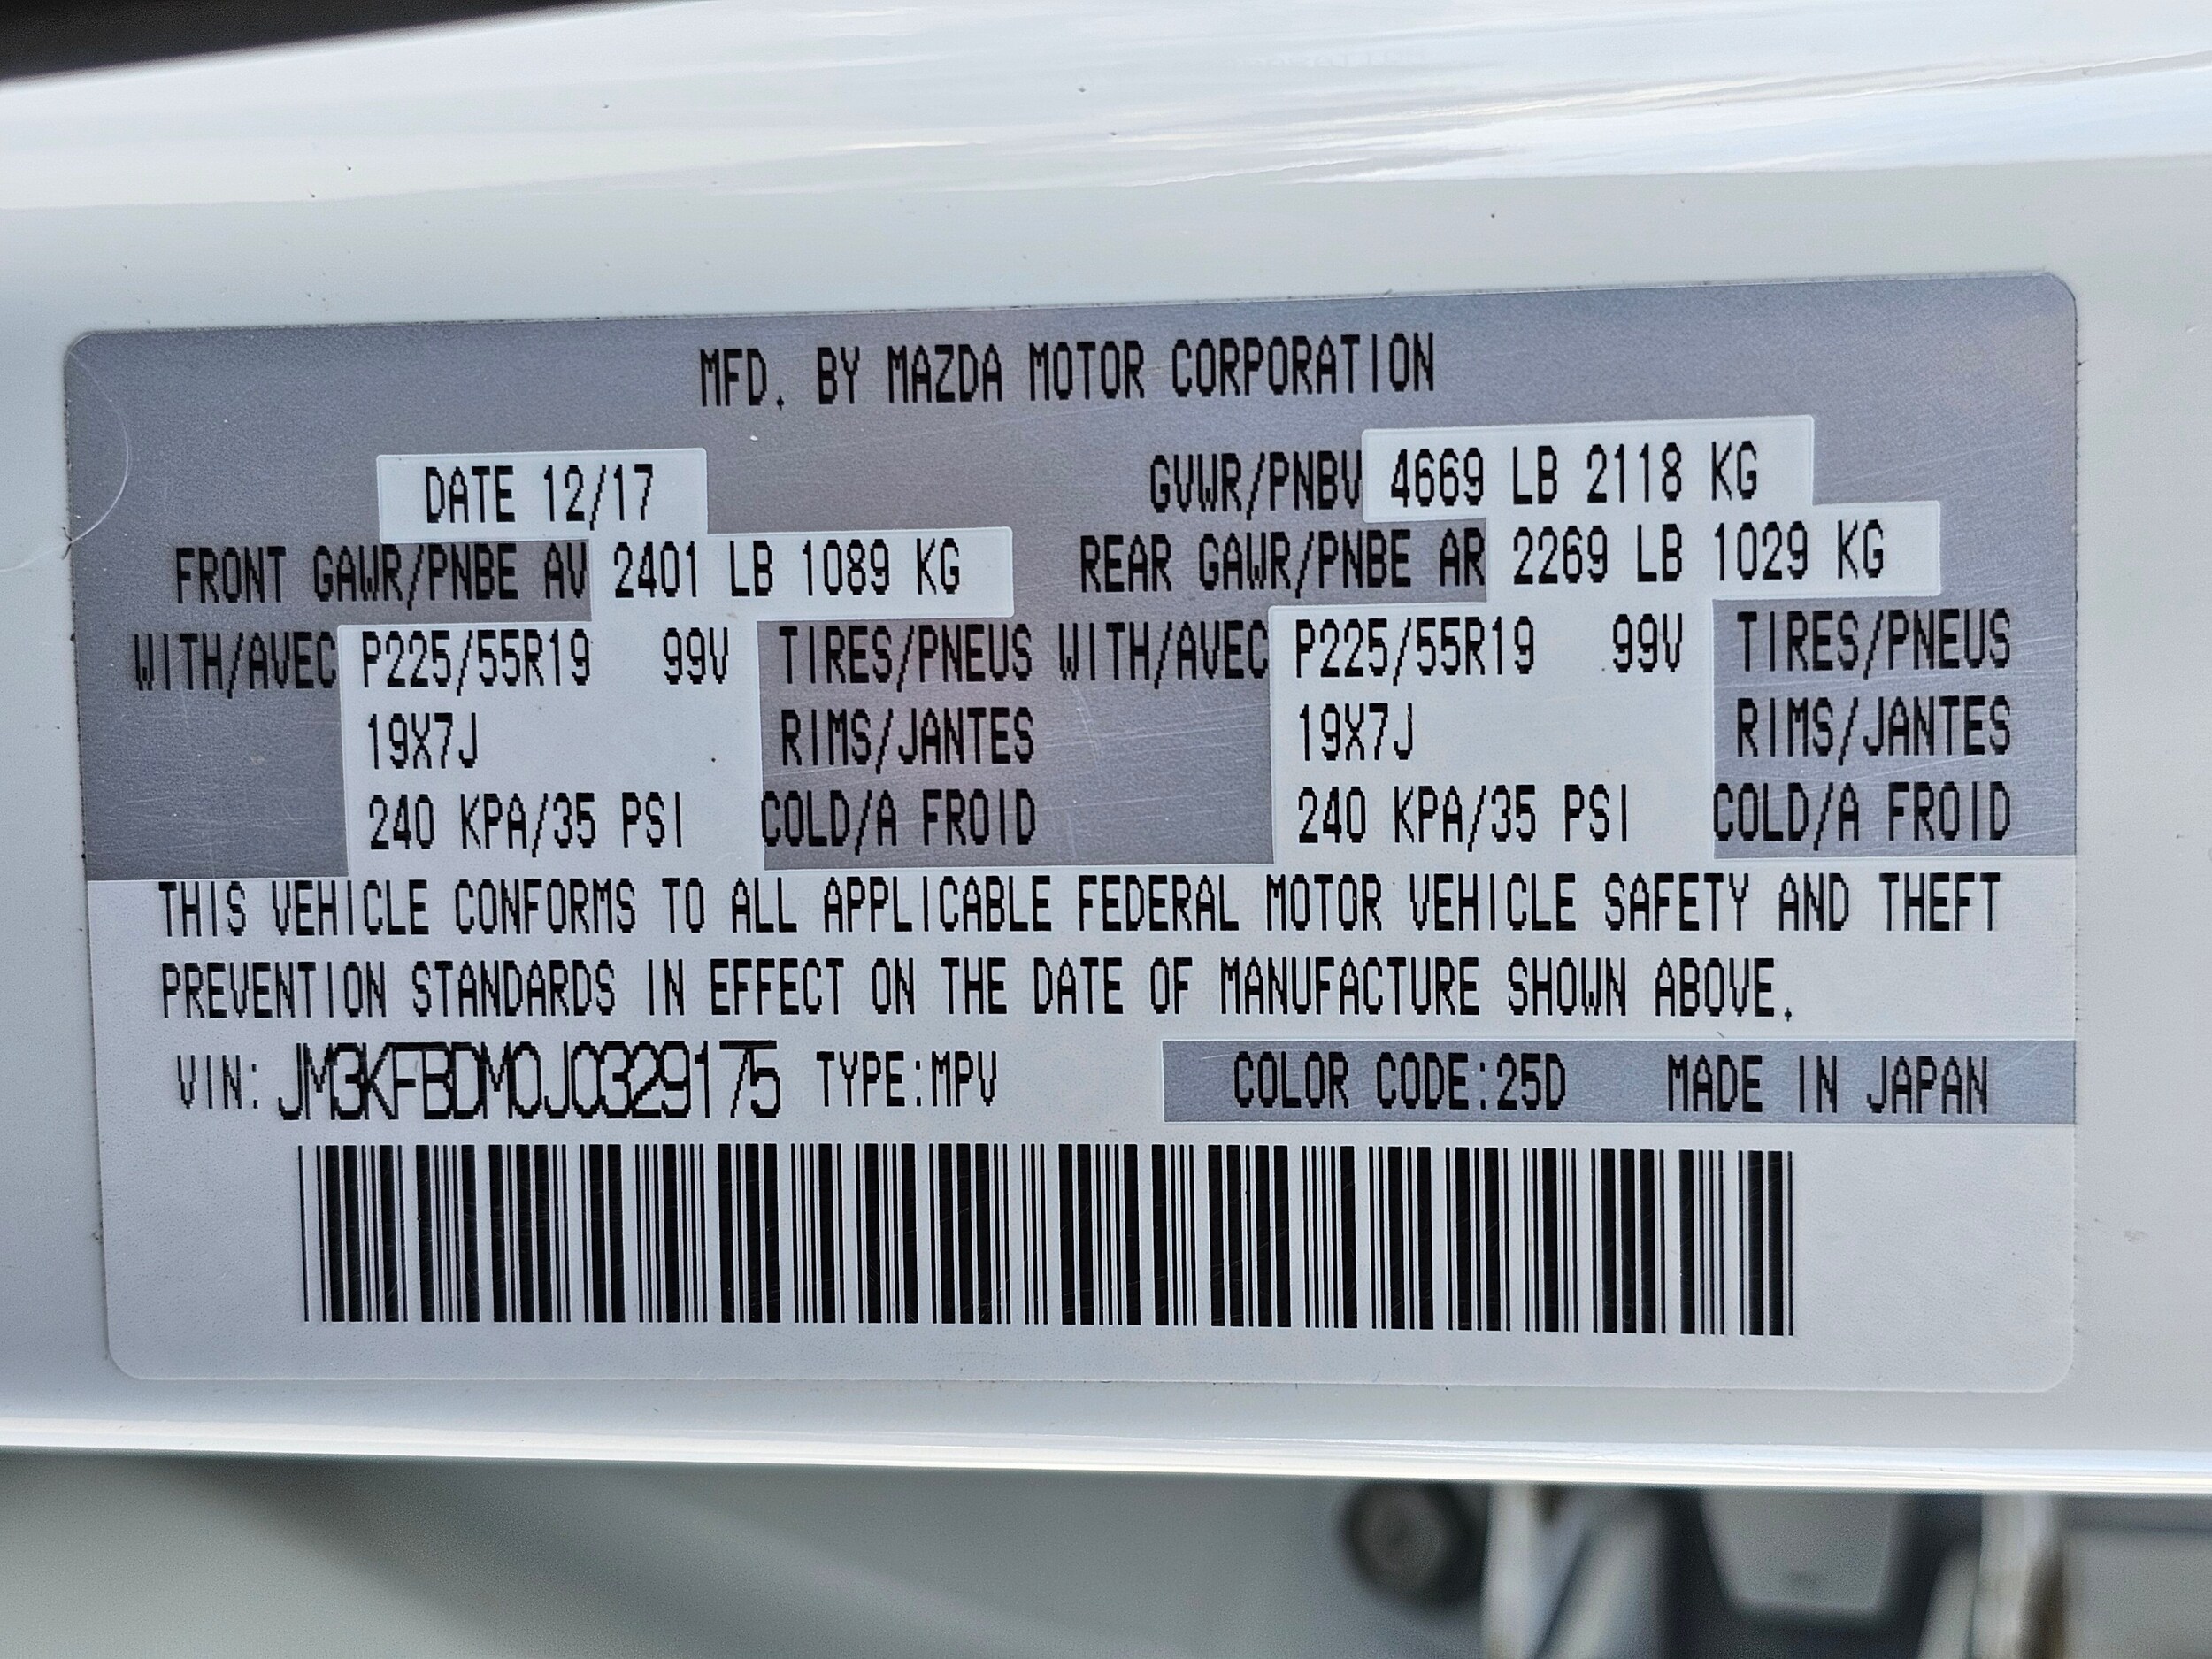 MFD. BY MAZDA MOTOR CORPORATION
DATE 12/17 GVWR/PNBV 4669 LB 2118 KG
FRONT GAWR/PNBE AV 2401 LB 1089 KG REAR GAWR/PNBE AR 2269 LB 1029 KG
WITH/AVEC P225/55R19 99V TIRES/PNEUS WITH/AVEC P225/55R19 99V TIRES/PNEUS
19X7J RIMS/JANTES 19X7J RIMS/JANTES
240 KPA/35 PSI COLD/A FROID 240 KPA/35 PSI COLD/A FROID
THIS VEHICLE CONFORMS TO ALL APPLICABLE FEDERAL MOTOR VEHICLE SAFETY AND THEFT
PREVENTION STANDARDS IN EFFECT ON THE DATE OF MANUFACTURE SHOWN ABOVE.
VIN: JM3KFBDM0J0329175 TYPE:MPV COLOR CODE:25D MADE IN JAPAN